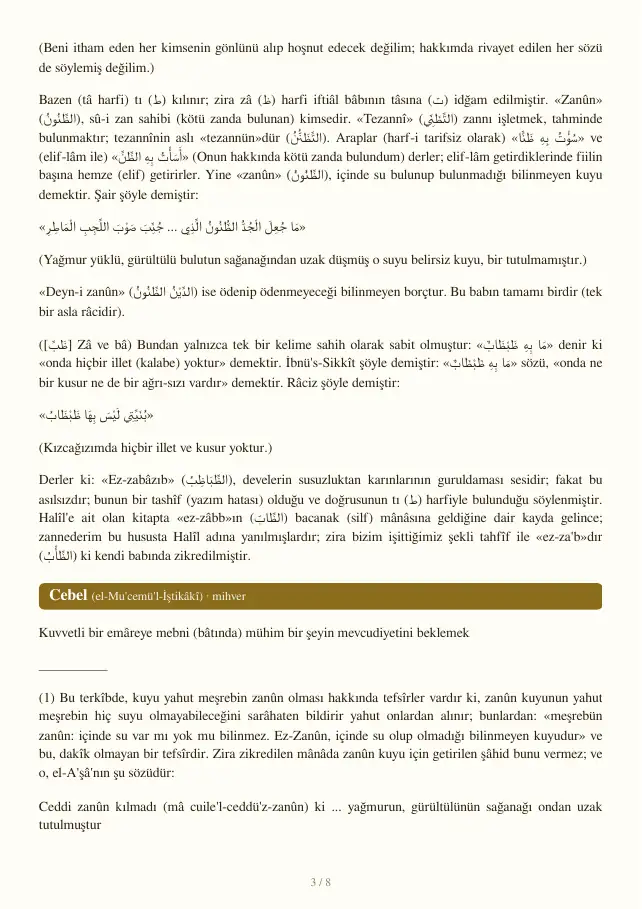 (Beni itham eden her kimsenin gönlünü alıp hoşnut edecek değilim; hakkımda rivayet edilen her sözü
de söylemiş değilim.)
Bazen (tâ harfi) tı (ط) kılınır; zira zâ (ظ) harfi iftiâl bâbının tâsına (ت) idğam edilmiştir. «Zanûn»
(الظَّنُونُ), sû-i zan sahibi (kötü zanda bulunan) kimsedir. «Tezannî» (التَّظَنِّي) zannı işletmek, tahminde
bulunmaktır; tezannînin aslı «tezannün»dür (التَّظَنُّنُ). Araplar (harf-i tarifsiz olarak) «سُؤْتُ بِهِ ظَنًّا» ve
(elif-lâm ile) «أَسَأْتُ بِهِ الظَّنَّ» (Onun hakkında kötü zanda bulundum) derler; elif-lâm getirdiklerinde fiilin
başına hemze (elif) getirirler. Yine «zanûn» (الظَّنُونُ), içinde su bulunup bulunmadığı bilinmeyen kuyu
demektir. Şair şöyle demiştir:
«مَا جُعِلَ الْجُدُّ الظَّنُونُ الَّذِي ... جُنِّبَ صَوْبَ اللَّجِبِ الْمَاطِرِ»
(Yağmur yüklü, gürültülü bulutun sağanağından uzak düşmüş o suyu belirsiz kuyu, bir tutulmamıştır.)
«Deyn-i zanûn» (الدَّيْنُ الظَّنُونُ) ise ödenip ödenmeyeceği bilinmeyen borçtur. Bu babın tamamı birdir (tek
bir asla râcidir).
([ظبّ] Zâ ve bâ) Bundan yalnızca tek bir kelime sahih olarak sabit olmuştur: «مَا بِهِ ظَبْظَابٌ» denir ki
«onda hiçbir illet (kalabe) yoktur» demektir. İbnü's-Sikkît şöyle demiştir: «مَا بِهِ ظَبْظَابٌ» sözü, «onda ne
bir kusur ne de bir ağrı-sızı vardır» demektir. Râciz şöyle demiştir:
«بُنَيَّتِي لَيْسَ بِهَا ظَبْظَابُ»
(Kızcağızımda hiçbir illet ve kusur yoktur.)
Derler ki: «Ez-zabâzıb» (الظَّبَاظِبُ), develerin susuzluktan karınlarının guruldaması sesidir; fakat bu
asılsızdır; bunun bir tashîf (yazım hatası) olduğu ve doğrusunun tı (ط) harfiyle bulunduğu söylenmiştir.
Halîl'e ait olan kitapta «ez-zâbb»ın (الظَّابّ) bacanak (silf) mânâsına geldiğine dair kayda gelince;
zannederim bu hususta Halîl adına yanılmışlardır; zira bizim işittiğimiz şekli tahfîf ile «ez-za'b»dır
(الظَّأْبُ) ki kendi babında zikredilmiştir.
Cebel (el-Mu'cemü'l-İştikâkî) · mihver
Kuvvetli bir emâreye mebni (bâtında) mühim bir şeyin mevcudiyetini beklemek
(1) Bu terkîbde, kuyu yahut meşrebin zanûn olması hakkında tefsîrler vardır ki, zanûn kuyunun yahut
meşrebin hiç suyu olmayabileceğini sarâhaten bildirir yahut onlardan alınır; bunlardan: «meşrebün
zanûn: içinde su var mı yok mu bilinmez. Ez-Zanûn, içinde su olup olmadığı bilinmeyen kuyudur» ve
bu, dakîk olmayan bir tefsîrdir. Zira zikredilen mânâda zanûn kuyu için getirilen şâhid bunu vermez; ve
o, el-A'şâ'nın şu sözüdür:
Ceddi zanûn kılmadı (mâ cuile'l-ceddü'z-zanûn) ki ... yağmurun, gürültülünün sağanağı ondan uzak
tutulmuştur
3 / 8